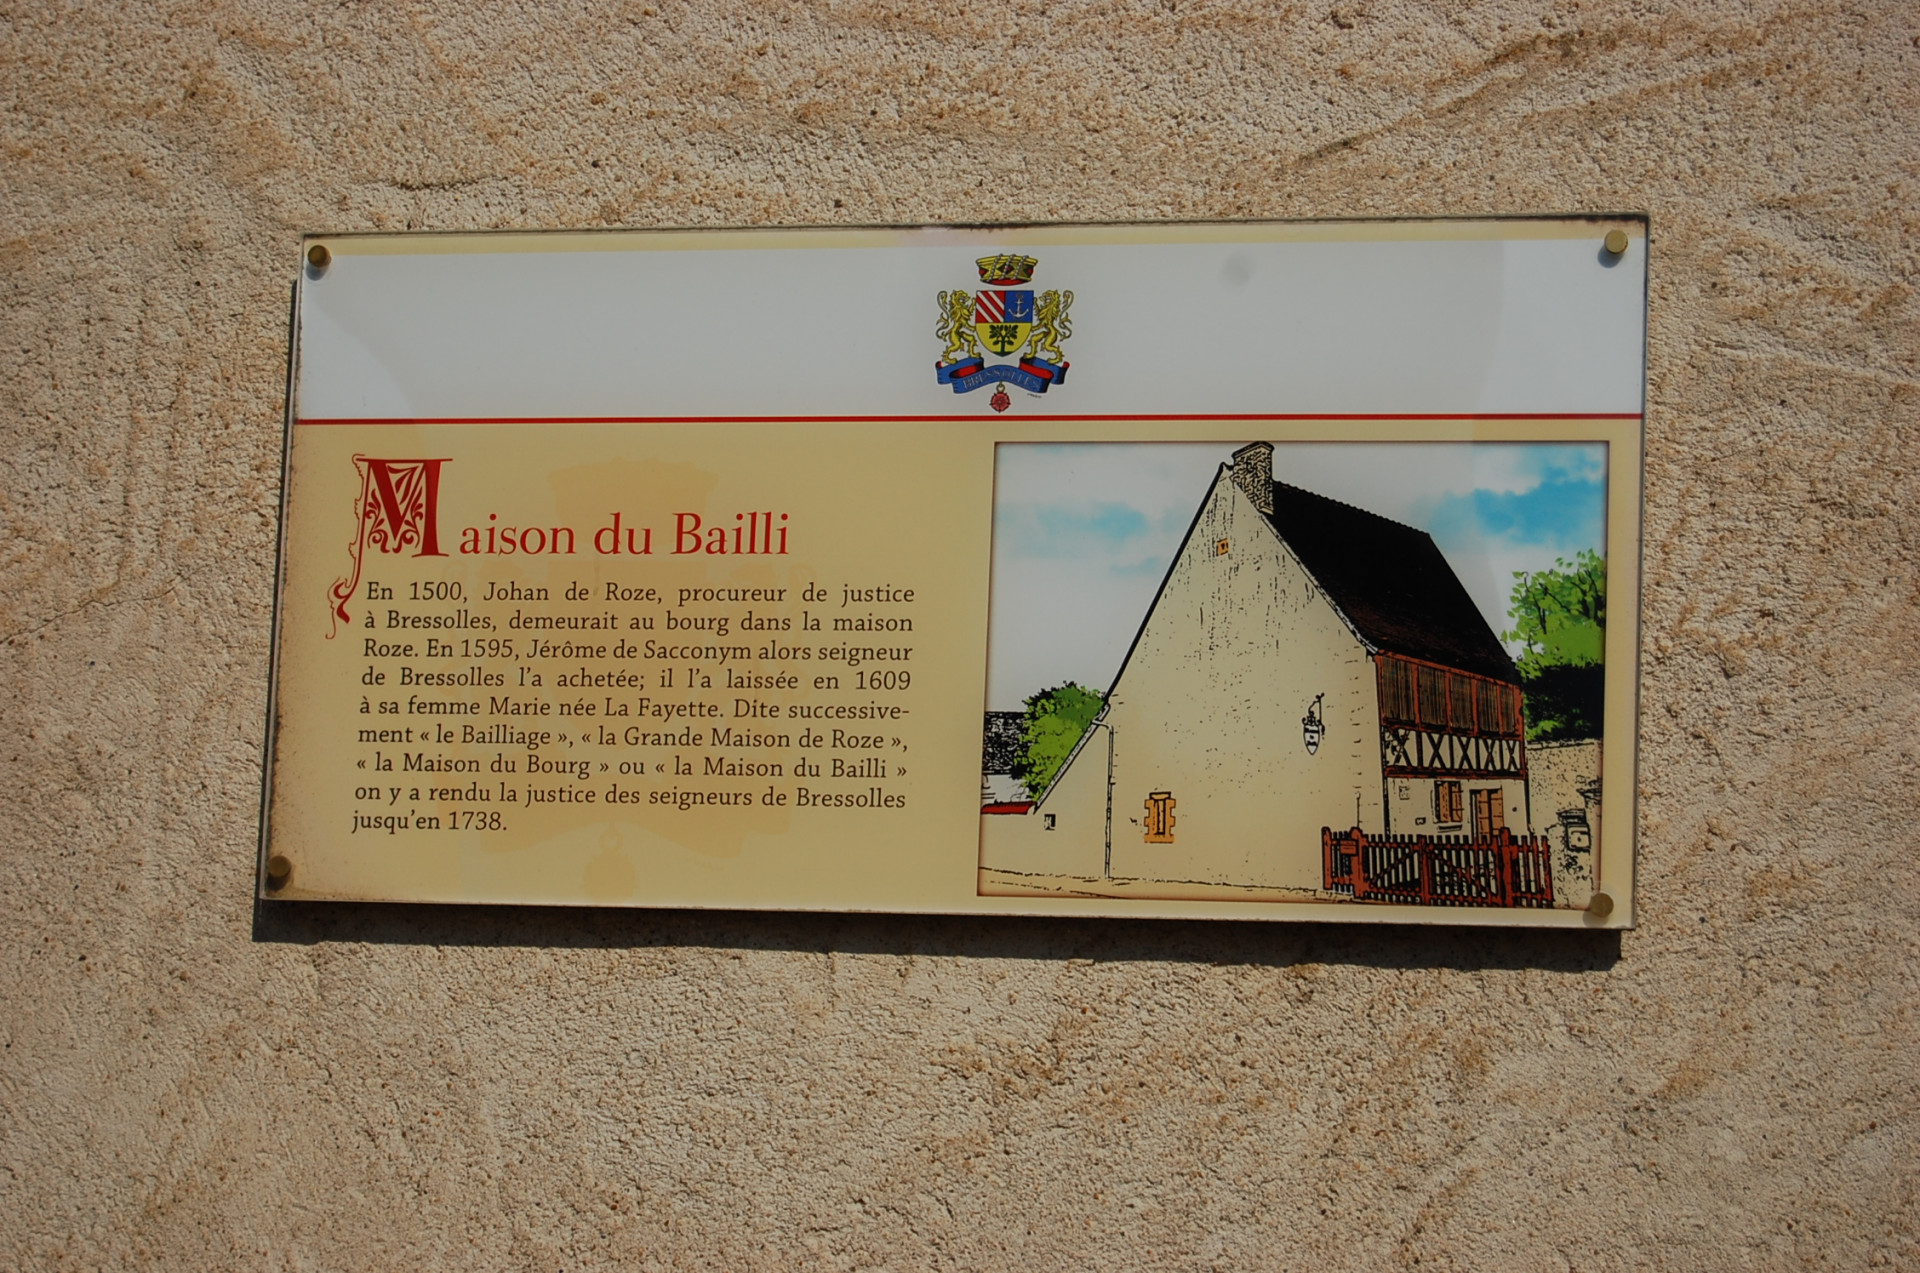 BRESSOLLES
Maison du Bailli
En 1500, Johan de Roze, procureur de justice
à Bressolles, demeurait au bourg dans la maison
Roze. En 1595, Jérôme de Sacconym alors seigneur
de Bressolles l'a achetée; il l'a laissée en 1609
à sa femme Marie née La Fayette. Dite successive-
ment « le Bailliage », « la Grande Maison de Roze »,
« la Maison du Bourg » ou « la Maison du Bailli »
on y a rendu la justice des seigneurs de Bressolles
jusqu'en 1738.